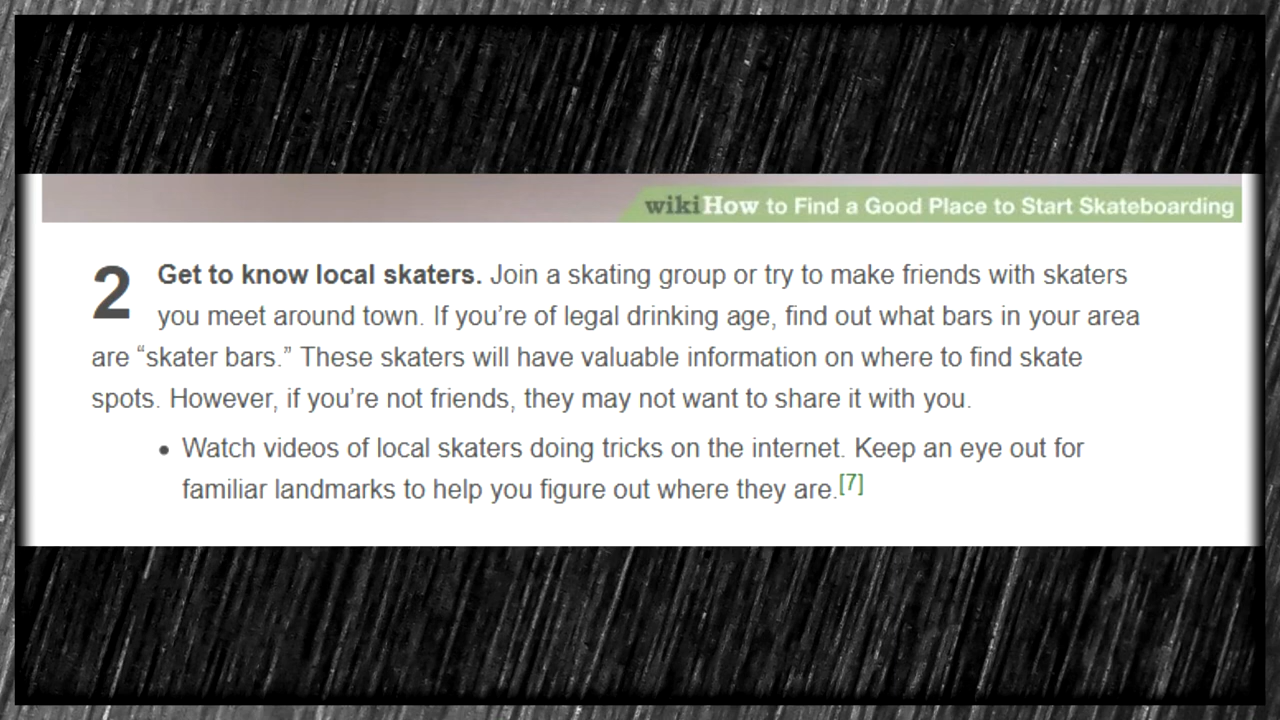 wikiHow to Find a Good Place to Start Skateboarding
2 Get to know local skaters. Join a skating group or try to make friends with skaters
you meet around town. If you’re of legal drinking age, find out what bars in your area
are “skater bars.” These skaters will have valuable information on where to find skate
spots. However, if you’re not friends, they may not want to share it with you.
• Watch videos of local skaters doing tricks on the internet. Keep an eye out for
familiar landmarks to help you figure out where they are.[7]